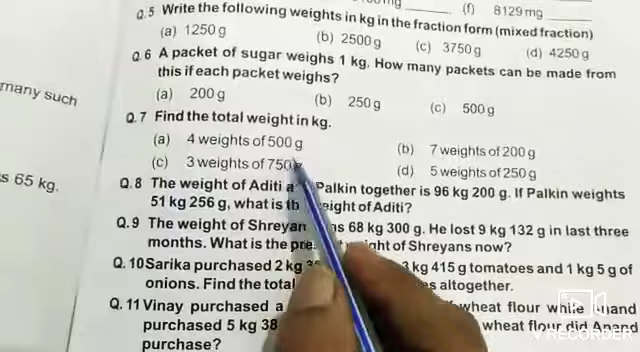 (f) 8129 mg
Q.5 Write the following weights in kg in the fraction form (mixed fraction)
(a) 1250 g (b) 2500 g (c) 3750 g (d) 4250 g
Q.6 A packet of sugar weighs 1 kg. How many packets can be made from
this if each packet weighs?
many such
(a) 200 g (b) 250 g (c) 500 g
Q.7 Find the total weight in kg.
(a) 4 weights of 500 g (b) 7 weights of 200 g
(c) 3 weights of 750 (d) 5 weights of 250 g
s 65 kg.
Q.8 The weight of Aditi a Palkin together is 96 kg 200 g. If Palkin weights
51 kg 256 g, what is th eight of Aditi?
Q.9 The weight of Shreyan as 68 kg 300 g. He lost 9 kg 132 g in last three
months. What is the pre ght of Shreyans now?
Q.10 Sarika purchased 2 kg 3 kg 415 g tomatoes and 1 kg 5 g of
onions. Find the total es altogether.
Q.11 Vinay purchased a wheat flour while and
purchased 5 kg 38 wheat flour did Anand
purchase?
RECORDER